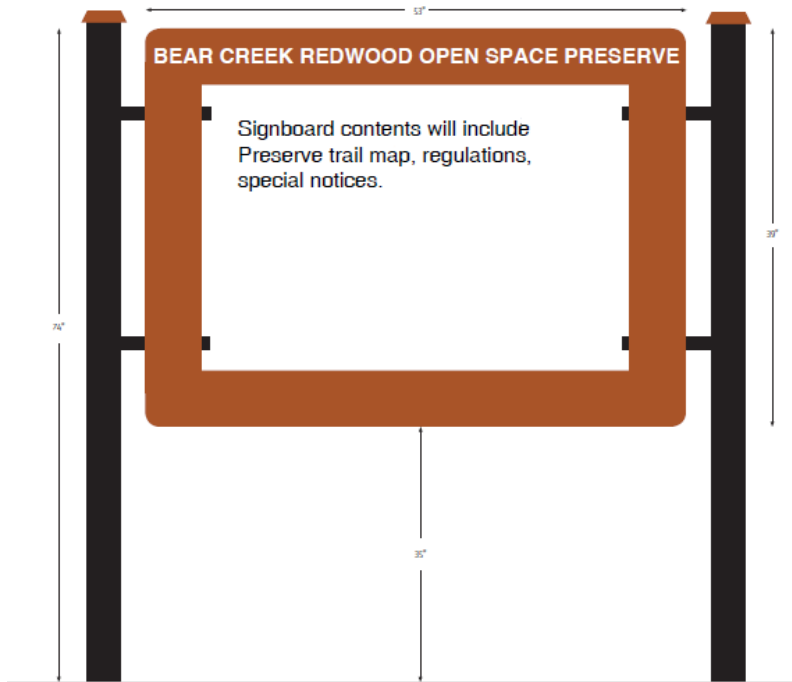 53"
BEAR CREEK REDWOOD OPEN SPACE PRESERVE
Signboard contents will include
Preserve trail map, regulations,
special notices.
39"
74"
35"